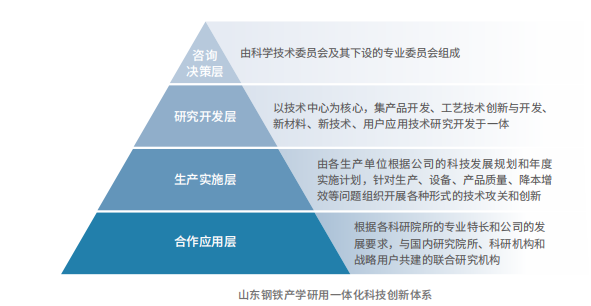 咨询
决策层
由科学技术委员会及其下设的专业委员会组成
研究开发层
以技术中心为核心，集产品开发、工艺技术创新与开发、
新材料、新技术、用户应用技术研究开发于一体
生产实施层
由各生产单位根据公司的科技发展规划和年度
实施计划，针对生产、设备、产品质量、降本增
效等问题组织开展各种形式的技术攻关和创新
合作应用层
根据各科研院所的专业特长和公司的发
展要求，与国内研究院所、科研机构和
战略用户共建的联合研究机构
山东钢铁产学研用一体化科技创新体系